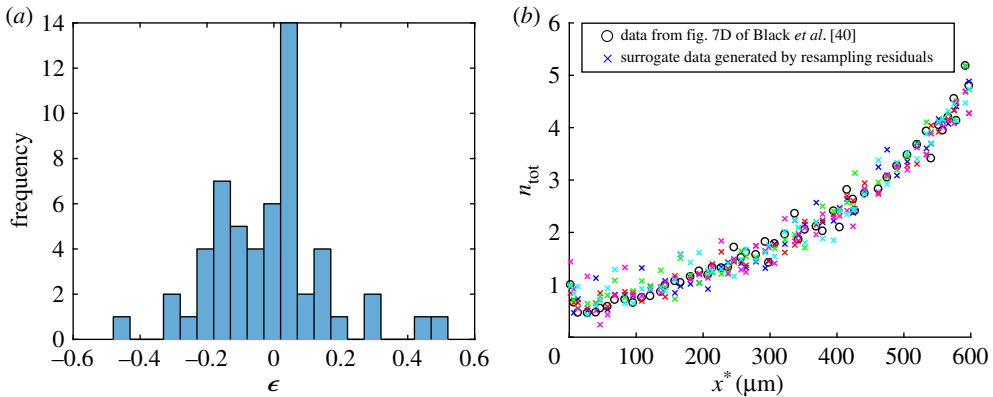 (a)
14
12
10
8
6
4
2
0
frequency
−0.6 −0.4 −0.2 0 0.2 0.4 0.6
ϵ
(b)
6
5
4
3
2
1
0
n_tot
data from fig. 7D of Black et al. [40]
surrogate data generated by resampling residuals
100 200 300 400 500 600
x* (µm)